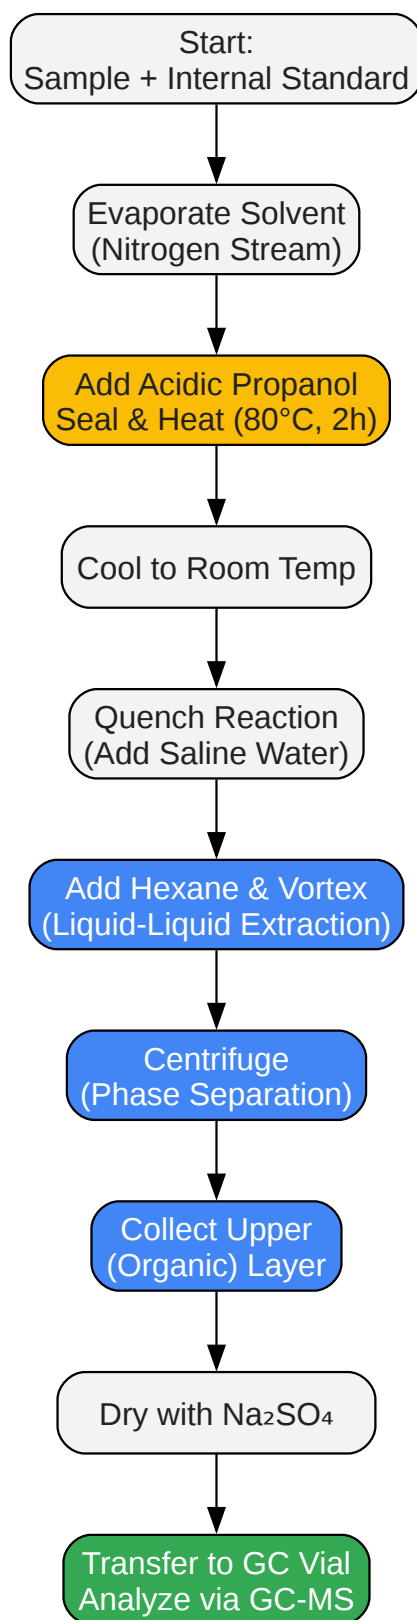 Start:
Sample + Internal Standard
Evaporate Solvent
(Nitrogen Stream)
Add Acidic Propanol
Seal & Heat (80°C, 2h)
Cool to Room Temp
Quench Reaction
(Add Saline Water)
Add Hexane & Vortex
(Liquid-Liquid Extraction)
Centrifuge
(Phase Separation)
Collect Upper
(Organic) Layer
Dry with Na₂SO₄
Transfer to GC Vial
Analyze via GC-MS